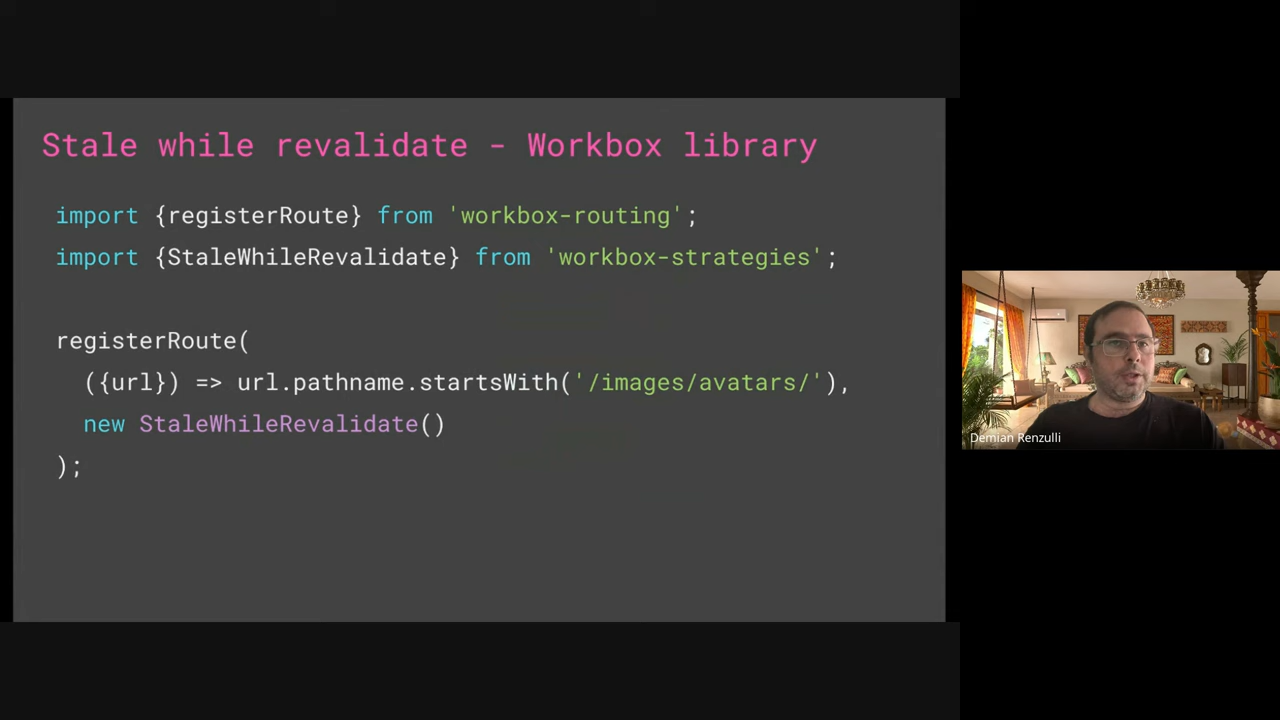 Stale while revalidate - Workbox library
import {registerRoute} from 'workbox-routing';
import {StaleWhileRevalidate} from 'workbox-strategies';
registerRoute(
({url}) => url.pathname.startsWith('/images/avatars/'),
new StaleWhileRevalidate()
);
Demian Renzulli